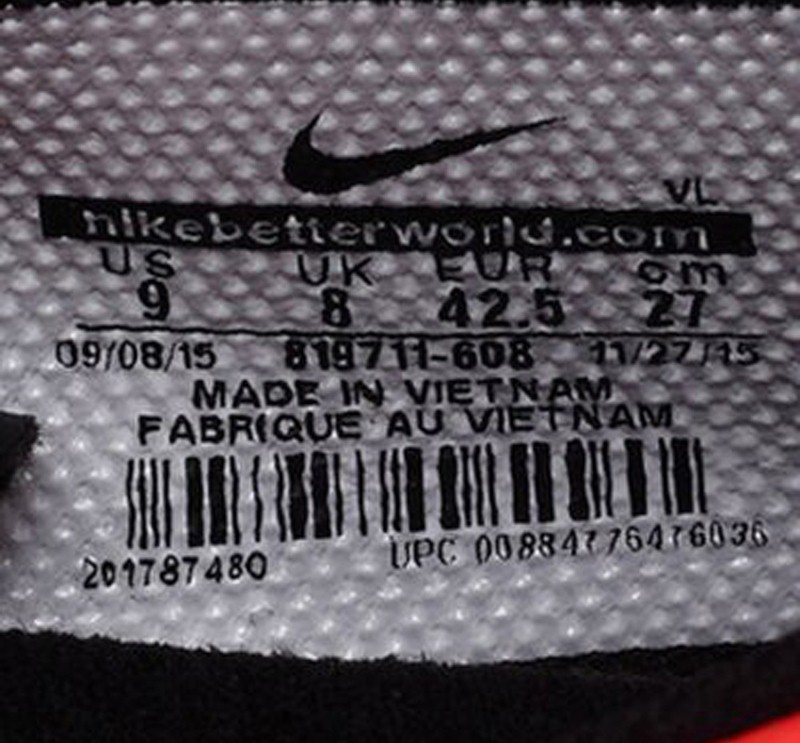 VL
nikebetterworld.com
US UK EUR cm
9 8 42.5 27
09/08/15 819711-608 11/27/15
MADE IN VIETNAM
FABRIQUE AU VIETNAM
201787480 UPC 00884776476036